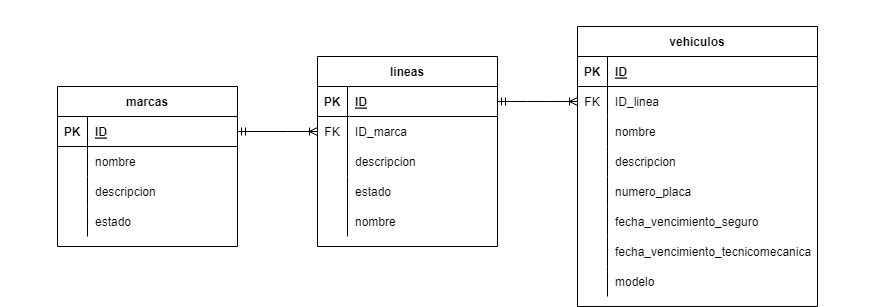 marcas
PK ID
nombre
descripcion
estado
lineas
PK ID
FK ID_marca
descripcion
estado
nombre
vehiculos
PK ID
FK ID_linea
nombre
descripcion
numero_placa
fecha_vencimiento_seguro
fecha_vencimiento_tecnicomecanica
modelo